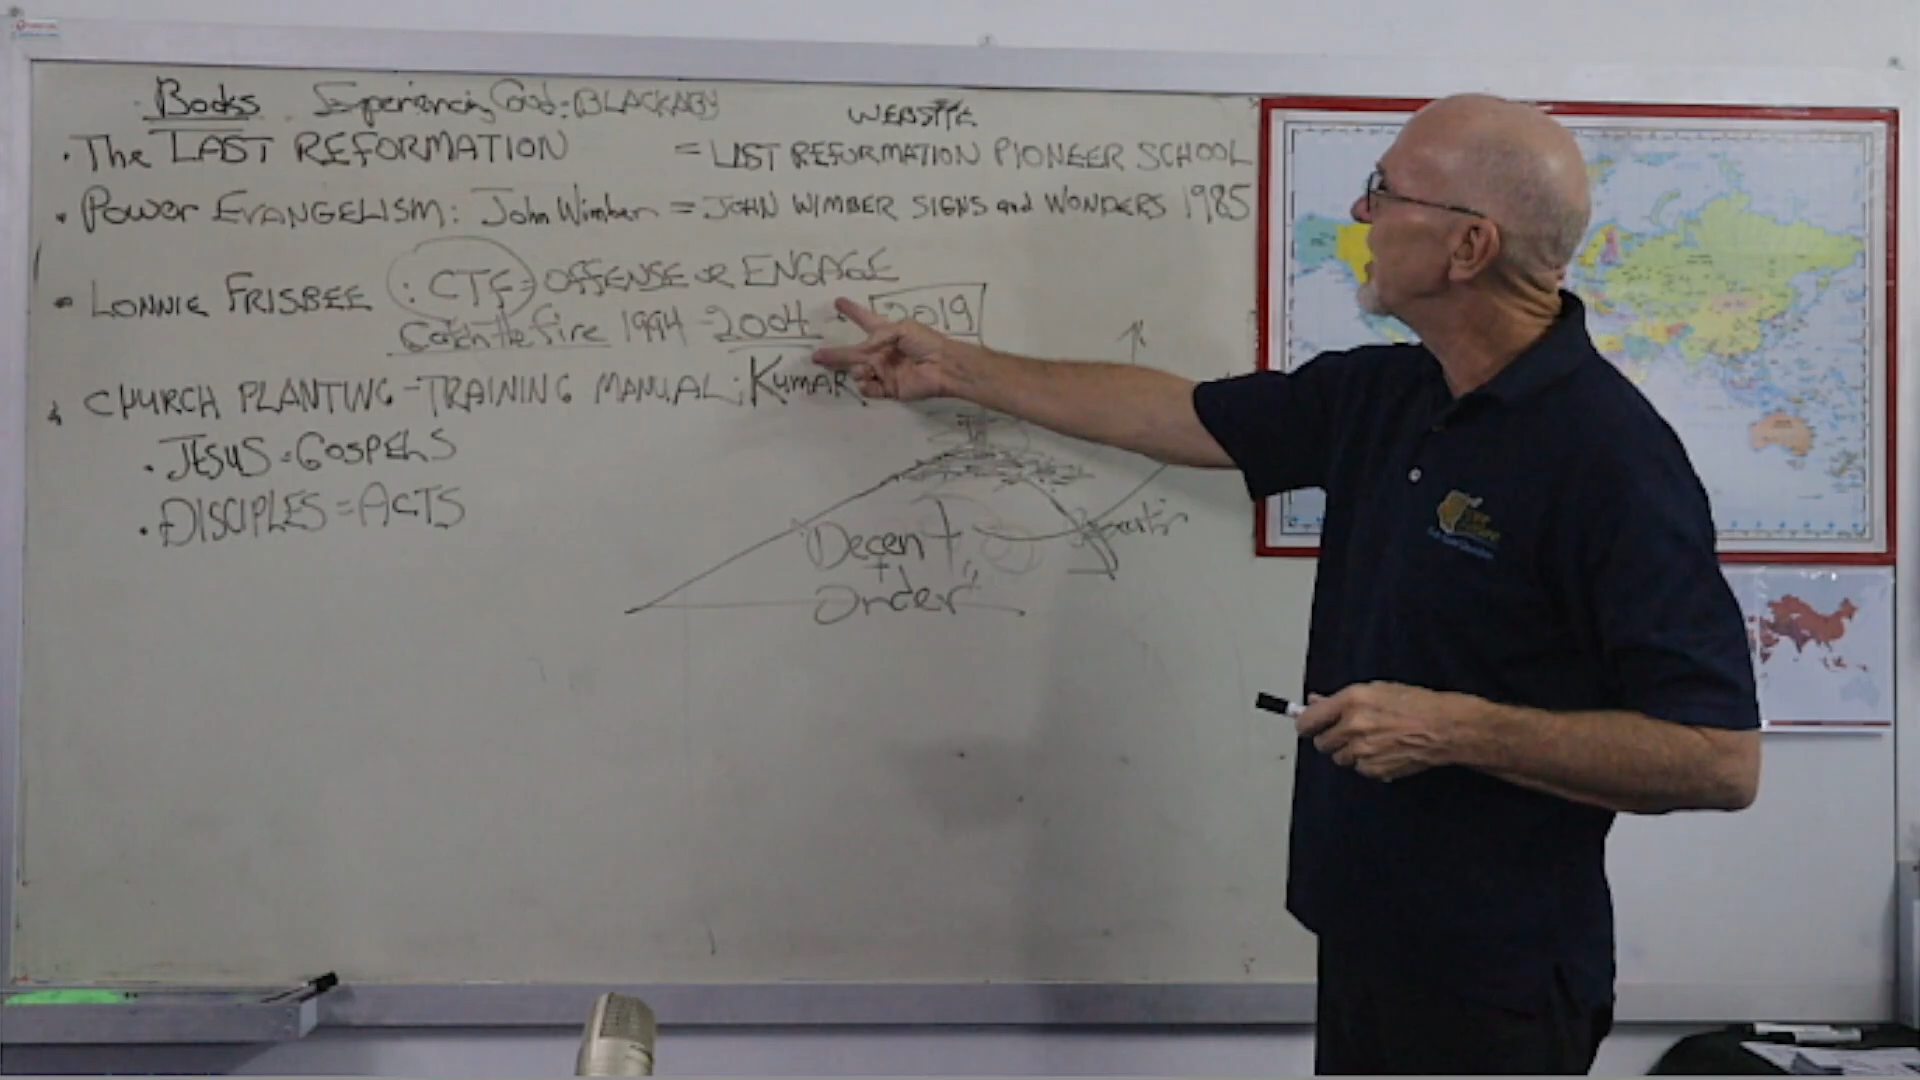 Books Experiencing God: BLACKABY
WEBSITE
• The LAST REFORMATION = LAST REFORMATION PIONEER SCHOOL
• POWER EVANGELISM: John Wimber = JOHN WIMBER SIGNS and WONDERS 1985
• LONNIE FRISBEE : CTF= OFFENSE or ENGAGE
Catch the fire 1994 - 2004 - 2019
• CHURCH PLANTING - TRAINING MANUAL: KUMAR
• JESUS = GOSPELS
• DISCIPLES = ACTS
Decent
+
Order"